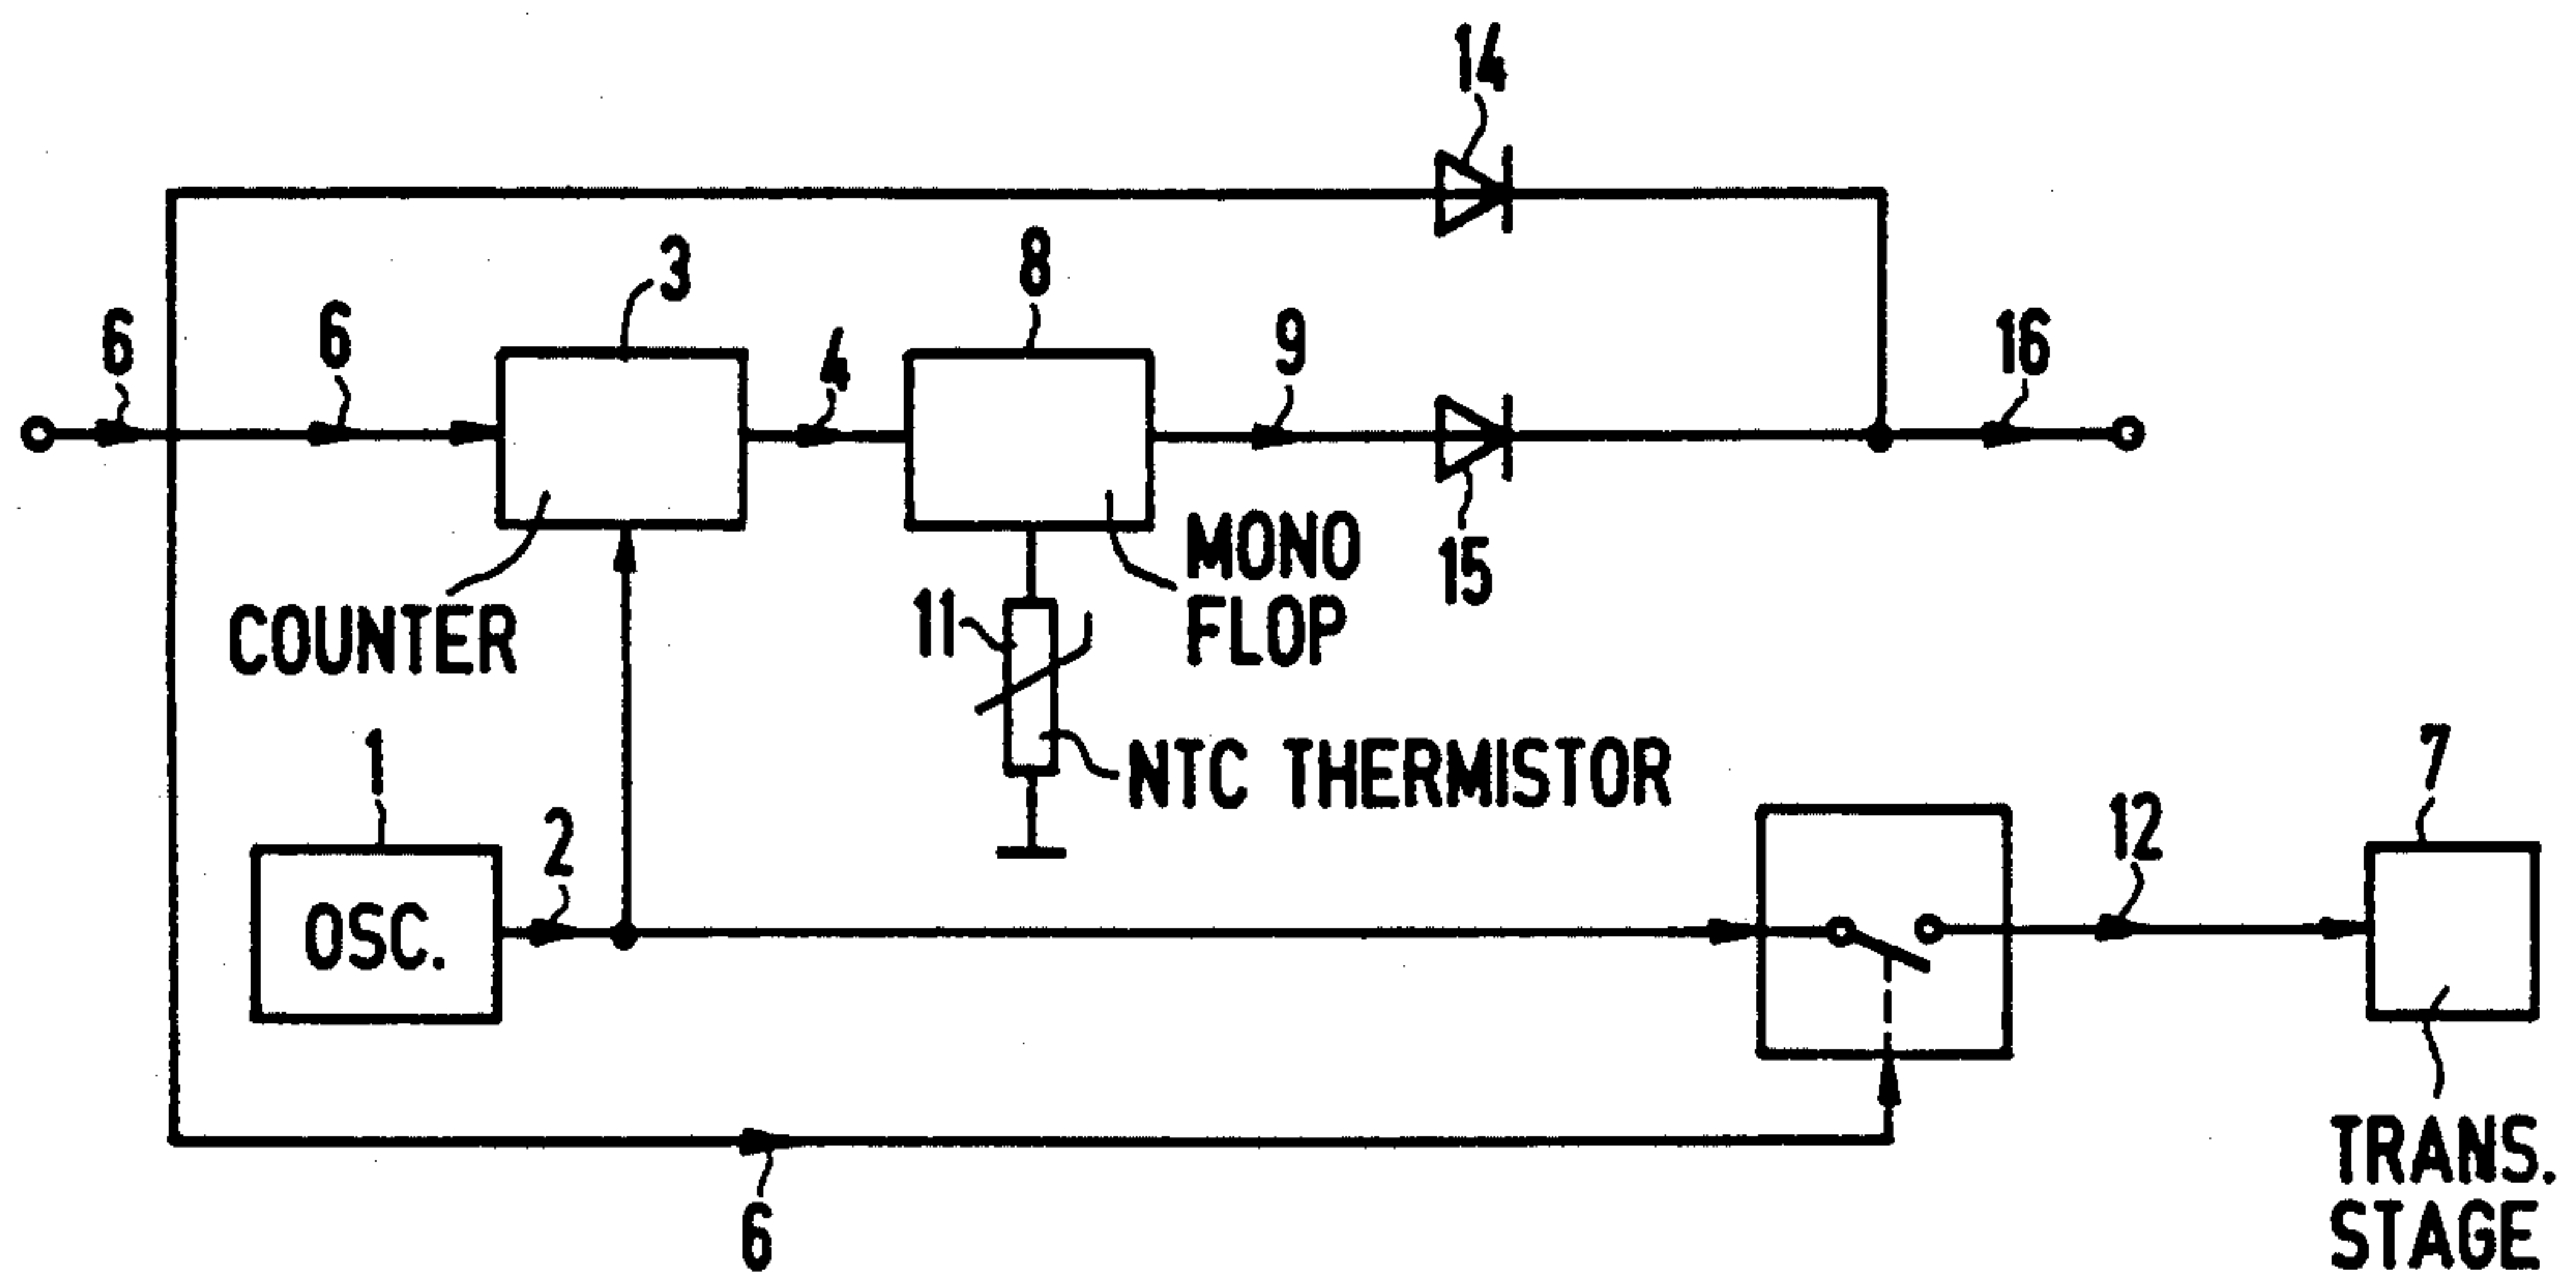 14
3
8
6
6
4
9
16
COUNTER
MONO
FLOP
15
11
NTC THERMISTOR
1
OSC.
2
12
7
6
TRANS.
STAGE